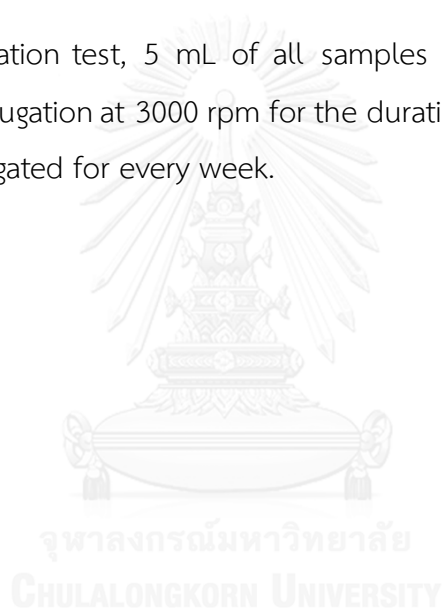 ation test, 5 mL of all samples
ugation at 3000 rpm for the durati
gated for every week.
จุฬาลงกรณ์มหาวิทยาลัย
CHULALONGKORN UNIVERSITY